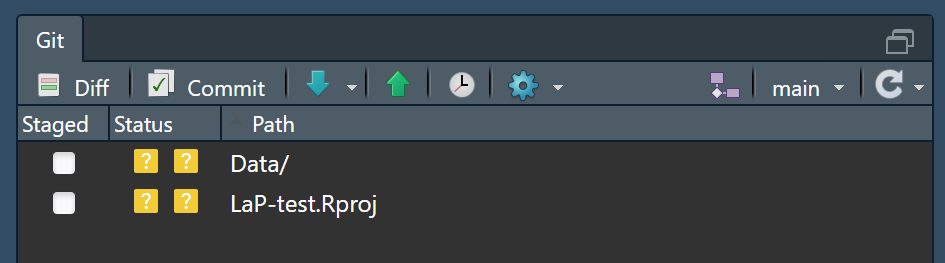 Git
Diff Commit main
Staged Status Path
? ? Data/
? ? LaP-test.Rproj